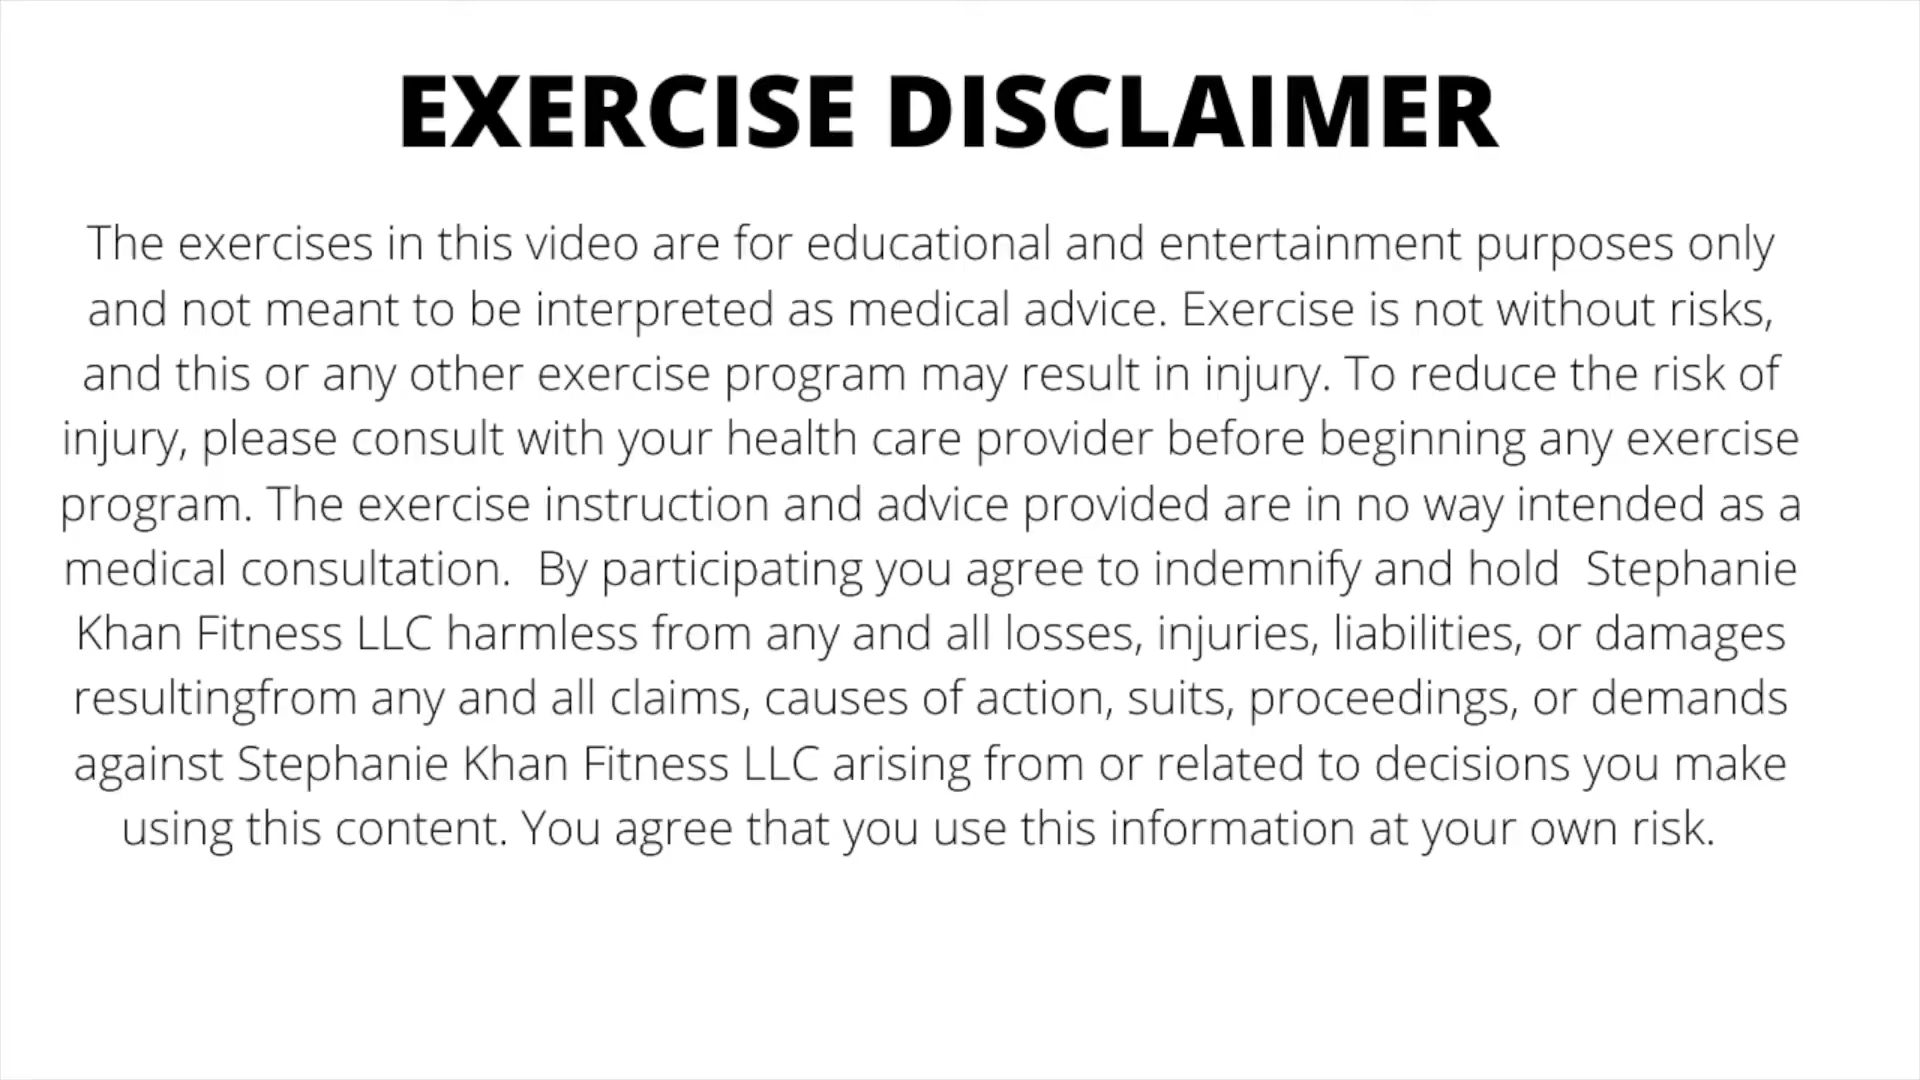 EXERCISE DISCLAIMER
The exercises in this video are for educational and entertainment purposes only
and not meant to be interpreted as medical advice. Exercise is not without risks,
and this or any other exercise program may result in injury. To reduce the risk of
injury, please consult with your health care provider before beginning any exercise
program. The exercise instruction and advice provided are in no way intended as a
medical consultation.  By participating you agree to indemnify and hold  Stephanie
Khan Fitness LLC harmless from any and all losses, injuries, liabilities, or damages
resultingfrom any and all claims, causes of action, suits, proceedings, or demands
against Stephanie Khan Fitness LLC arising from or related to decisions you make
using this content. You agree that you use this information at your own risk.